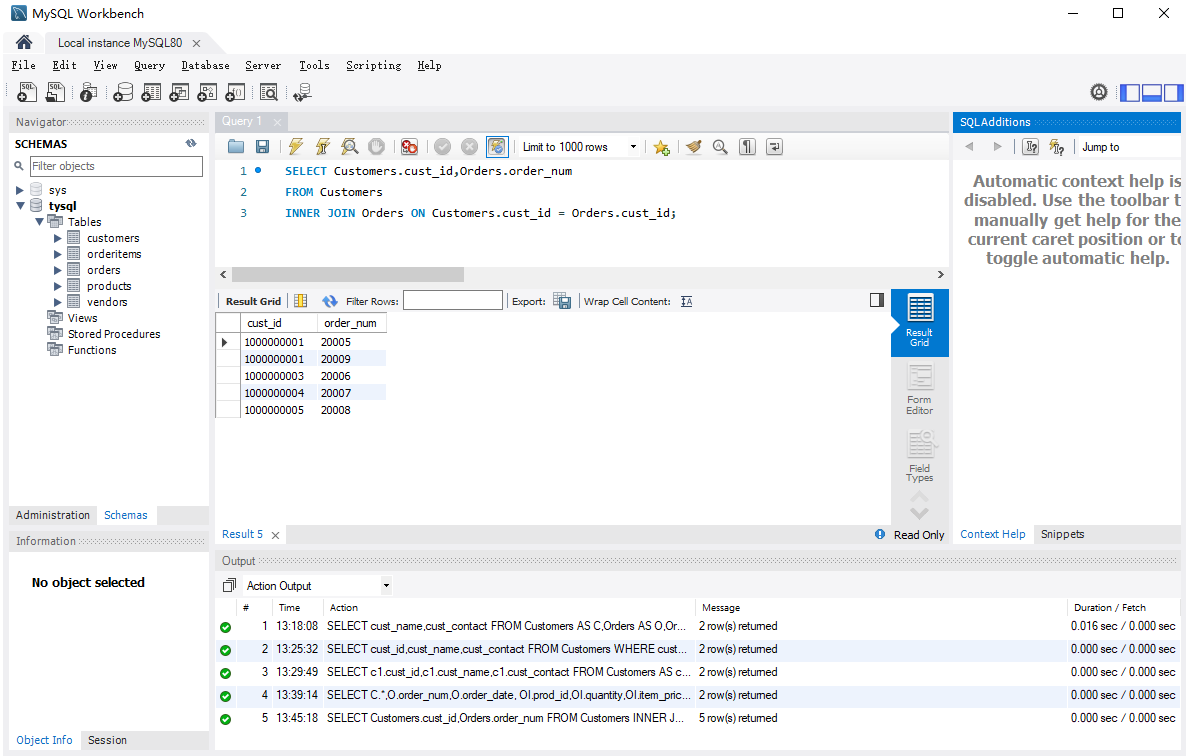 MySQL Workbench
Local instance MySQL80
File Edit View Query Database Server Tools Scripting Help
Navigator
SCHEMAS
Filter objects
sys
tysql
Tables
customers
orderitems
orders
products
vendors
Views
Stored Procedures
Functions
Administration Schemas
Information
No object selected
Object Info Session
Query 1
Limit to 1000 rows
1 SELECT Customers.cust_id,Orders.order_num
2 FROM Customers
3 INNER JOIN Orders ON Customers.cust_id = Orders.cust_id;
Result Grid Filter Rows: Export: Wrap Cell Content:
cust_id order_num
1000000001 20005
1000000001 20009
1000000003 20006
1000000004 20007
1000000005 20008
Result
Grid
Form
Editor
Field
Types
Result 5 Read Only
SQLAdditions
Jump to
Automatic context help is
disabled. Use the toolbar t
manually get help for the
current caret position or to
toggle automatic help.
Context Help Snippets
Output
Action Output
# Time Action Message Duration / Fetch
1 13:18:08 SELECT cust_name,cust_contact FROM Customers AS C,Orders AS O,Or... 2 row(s) returned 0.016 sec / 0.000 sec
2 13:25:32 SELECT cust_id,cust_name,cust_contact FROM Customers WHERE cust... 2 row(s) returned 0.000 sec / 0.000 sec
3 13:29:49 SELECT c1.cust_id,c1.cust_name,c1.cust_contact FROM Customers AS c... 2 row(s) returned 0.000 sec / 0.000 sec
4 13:39:14 SELECT C.*,O.order_num,O.order_date, OI.prod_id,OI.quantity,OI.item_pric... 2 row(s) returned 0.000 sec / 0.000 sec
5 13:45:18 SELECT Customers.cust_id,Orders.order_num FROM Customers INNER J... 5 row(s) returned 0.000 sec / 0.000 sec